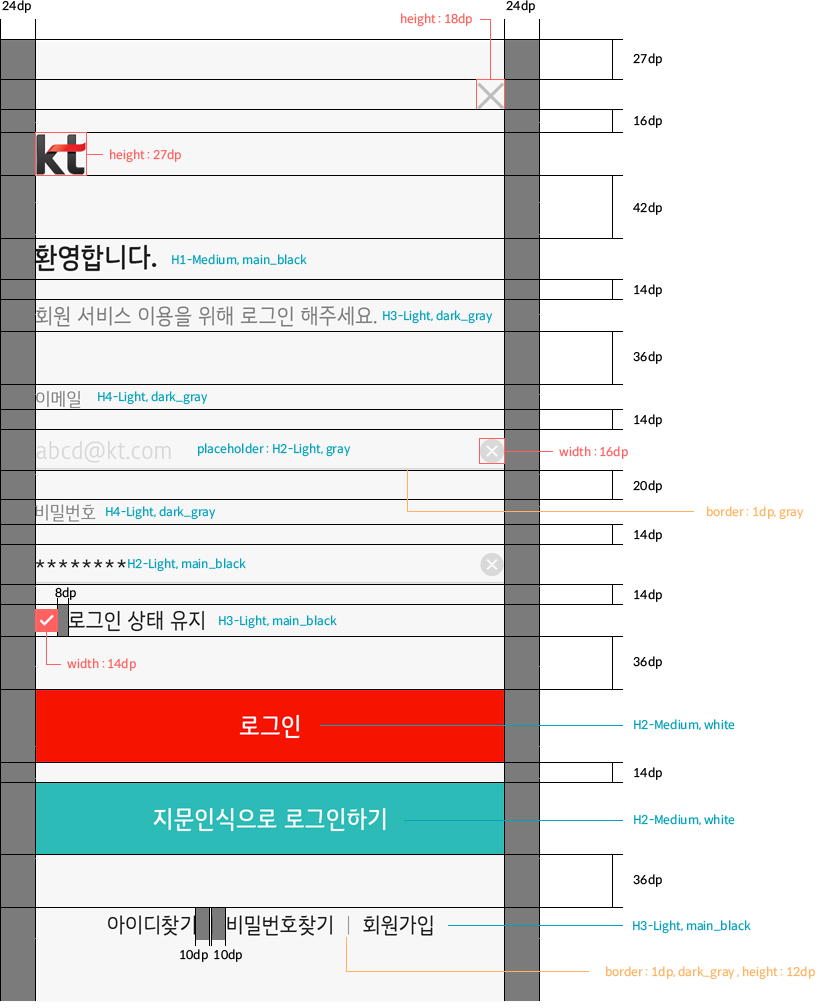 24dp 24dp
height : 18dp
27dp
16dp
kt height : 27dp
42dp
환영합니다. H1-Medium, main_black
14dp
회원 서비스 이용을 위해 로그인 해주세요. H3-Light, dark_gray
36dp
이메일 H4-Light, dark_gray
14dp
abcd@kt.com placeholder : H2-Light, gray width : 16dp
20dp
비밀번호 H4-Light, dark_gray border : 1dp, gray
14dp
******** H2-Light, main_black
8dp 14dp
로그인 상태 유지 H3-Light, main_black
width : 14dp 36dp
로그인 H2-Medium, white
14dp
지문인식으로 로그인하기 H2-Medium, white
36dp
아이디찾기 비밀번호찾기 | 회원가입 H3-Light, main_black
10dp 10dp
border : 1dp, dark_gray , height : 12dp